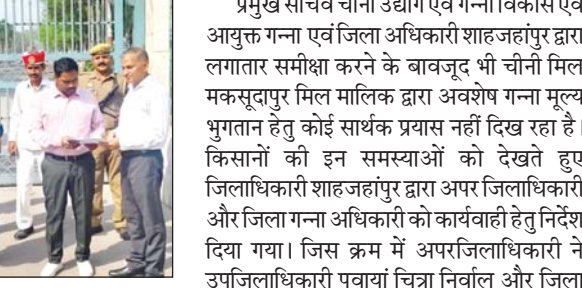 प्रमुख सचिव चीनी उद्योग एवं गन्ना विकास एवं
आयुक्त गन्ना एवं जिला अधिकारी शाहजहांपुर द्वारा
लगातार समीक्षा करने के बावजूद भी चीनी मिल
मकसूदापुर मिल मालिक द्वारा अवशेष गन्ना मूल्य
भुगतान हेतु कोई सार्थक प्रयास नहीं दिख रहा है।
किसानों की इन समस्याओं को देखते हुए
जिलाधिकारी शाहजहांपुर द्वारा अपर जिलाधिकारी
और जिला गन्ना अधिकारी को कार्यवाही हेतु निर्देश
दिया गया। जिस क्रम में अपरजिलाधिकारी ने
उपजिलाधिकारी पुवायां चित्रा निर्वाल और जिला